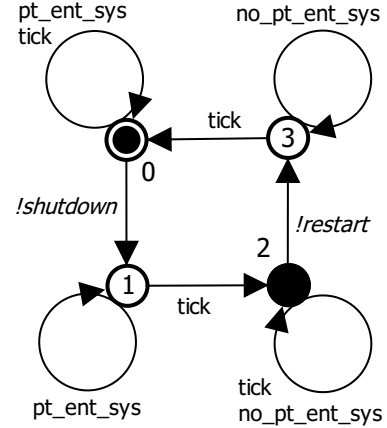 pt_ent_sys
tick
no_pt_ent_sys
tick
3
0
!shutdown
!restart
2
1
tick
tick
no_pt_ent_sys
pt_ent_sys